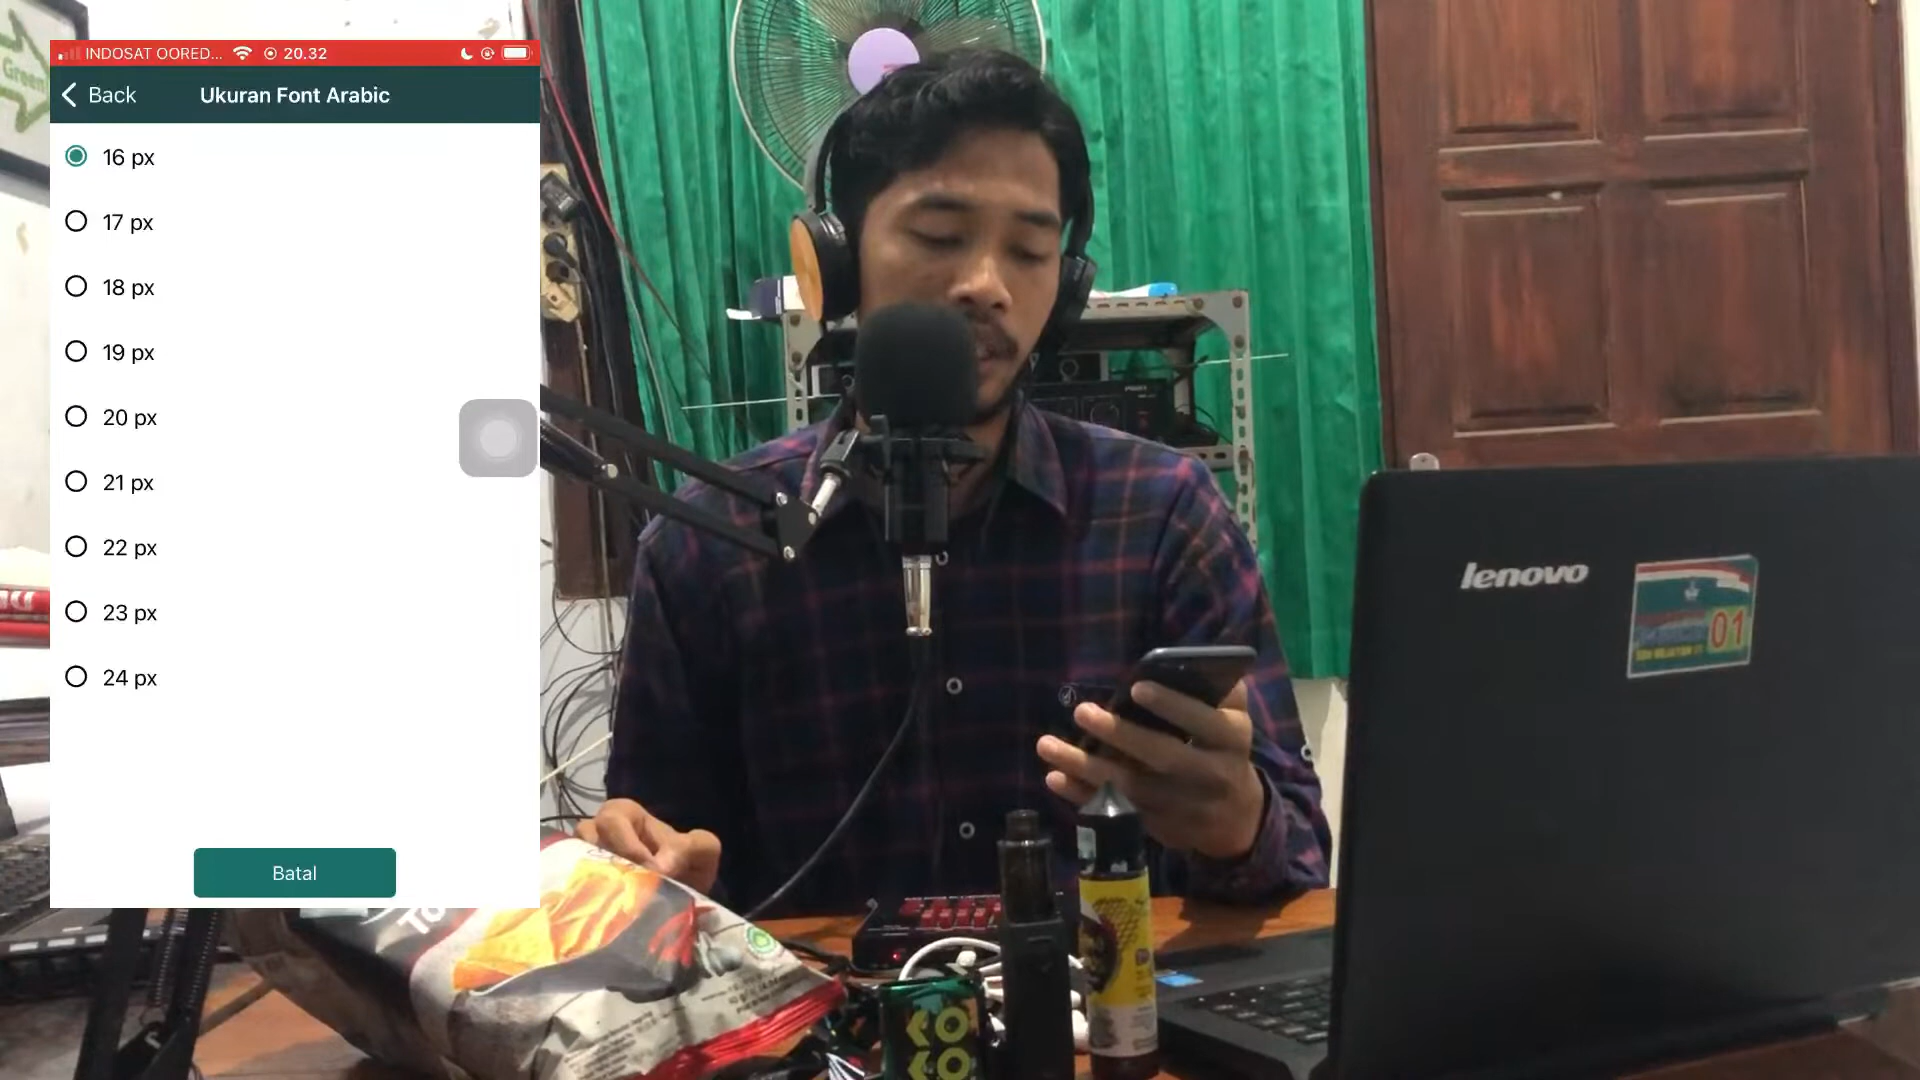 INDOSAT OORED...
20.32
Back
Ukuran Font Arabic
16 px
17 px
18 px
19 px
20 px
21 px
22 px
23 px
24 px
Batal
Green
lenovo
01